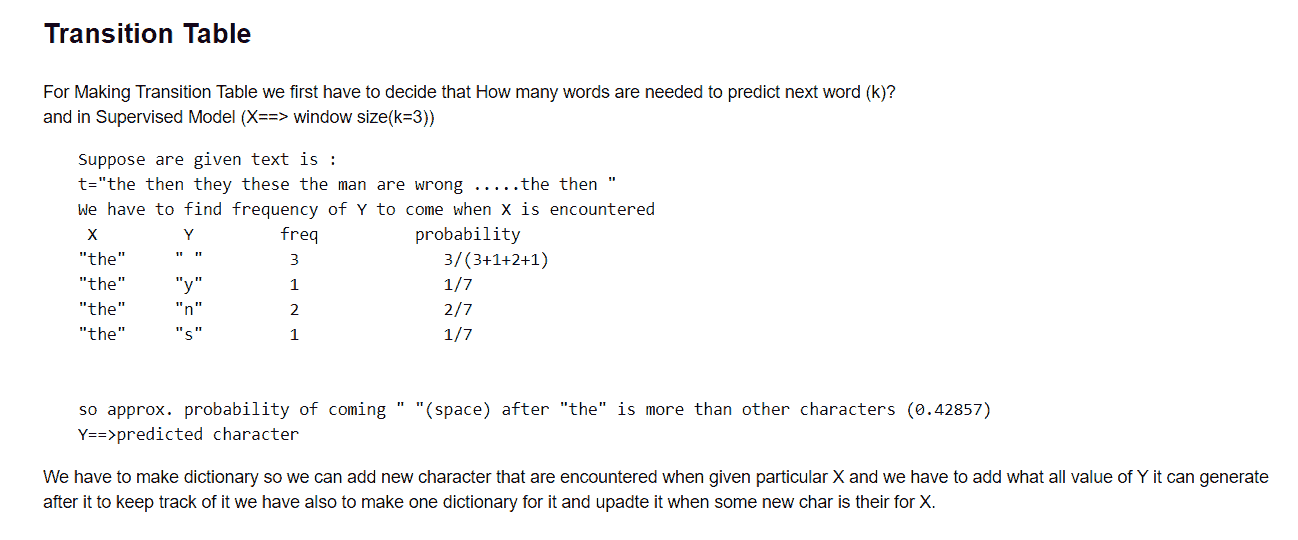 Transition Table
For Making Transition Table we first have to decide that How many words are needed to predict next word (k)?
and in Supervised Model (X==> window size(k=3))
Suppose are given text is :
t="the then they these the man are wrong .....the then "
We have to find frequency of Y to come when X is encountered
X Y freq probability
"the" " " 3 3/(3+1+2+1)
"the" "y" 1 1/7
"the" "n" 2 2/7
"the" "s" 1 1/7
so approx. probability of coming " "(space) after "the" is more than other characters (0.42857)
Y==>predicted character
We have to make dictionary so we can add new character that are encountered when given particular X and we have to add what all value of Y it can generate
after it to keep track of it we have also to make one dictionary for it and upadte it when some new char is their for X.